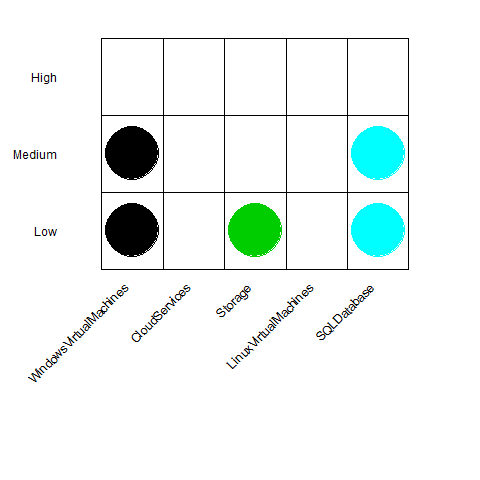 High
Medium
Low
WindowsVirtualMachines
CloudServices
Storage
LinuxVirtualMachines
SQLDatabase